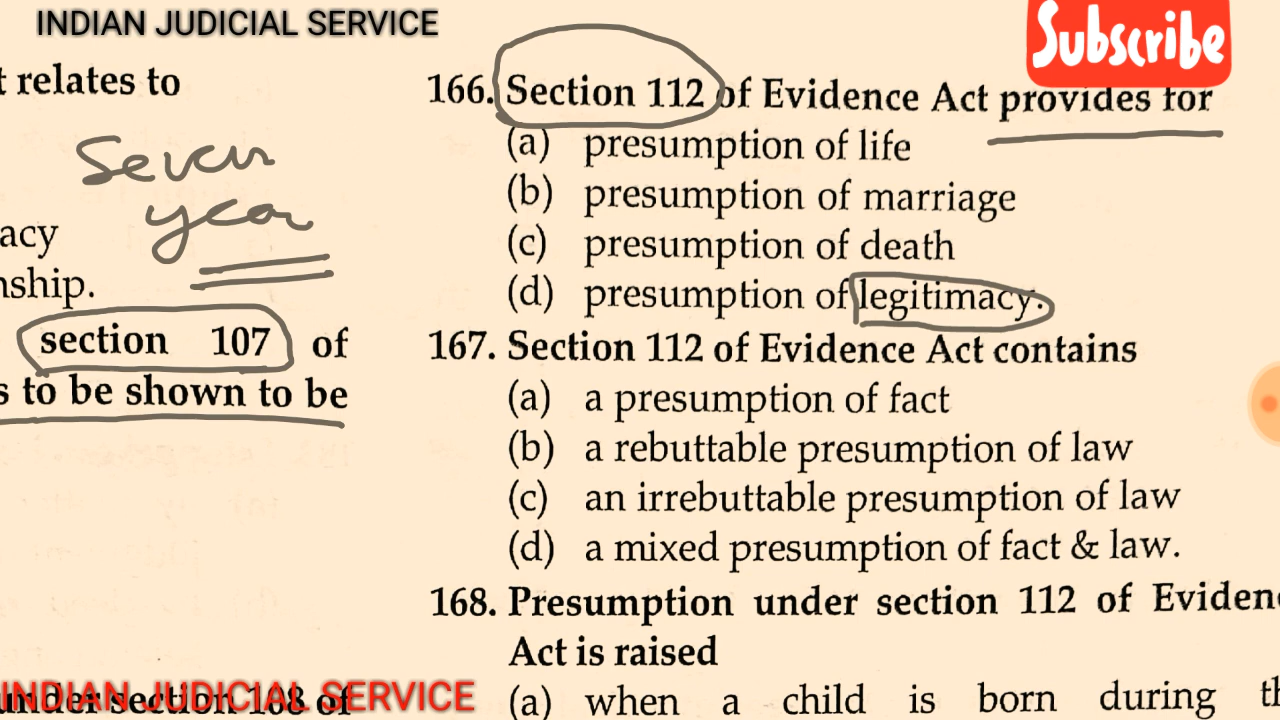 INDIAN JUDICIAL SERVICE
Subscribe
t relates to
seven
year
acy
nship.
section 107 of
s to be shown to be
under section 108 of
166. Section 112 of Evidence Act provides for
(a) presumption of life
(b) presumption of marriage
(c) presumption of death
(d) presumption of legitimacy.
167. Section 112 of Evidence Act contains
(a) a presumption of fact
(b) a rebuttable presumption of law
(c) an irrebuttable presumption of law
(d) a mixed presumption of fact & law.
168. Presumption under section 112 of Eviden
Act is raised
(a) when a child is born during th
INDIAN JUDICIAL SERVICE